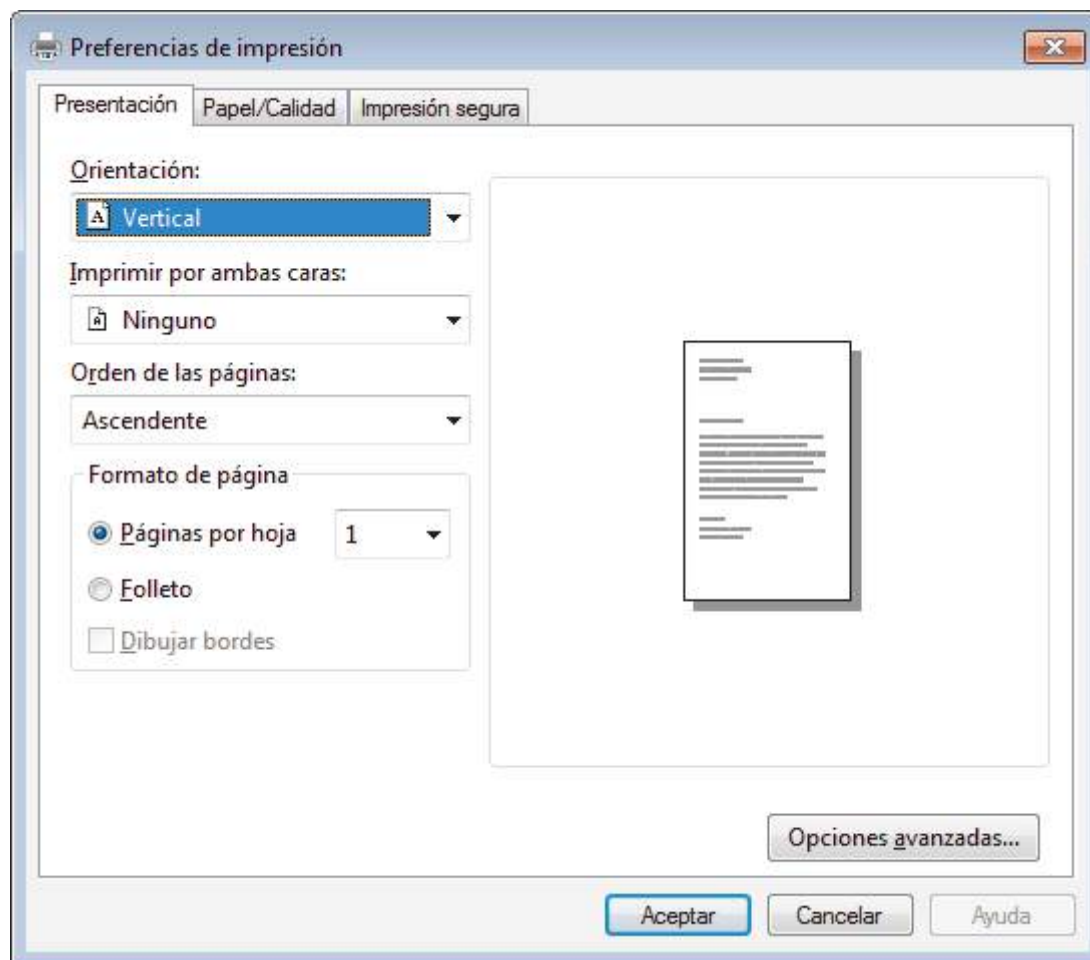 Preferencias de impresión
Presentación Papel/Calidad Impresión segura
Orientación:
A Vertical
Imprimir por ambas caras:
A Ninguno
Orden de las páginas:
Ascendente
Formato de página
Páginas por hoja 1
Folleto
Dibujar bordes
Opciones avanzadas...
Aceptar Cancelar Ayuda